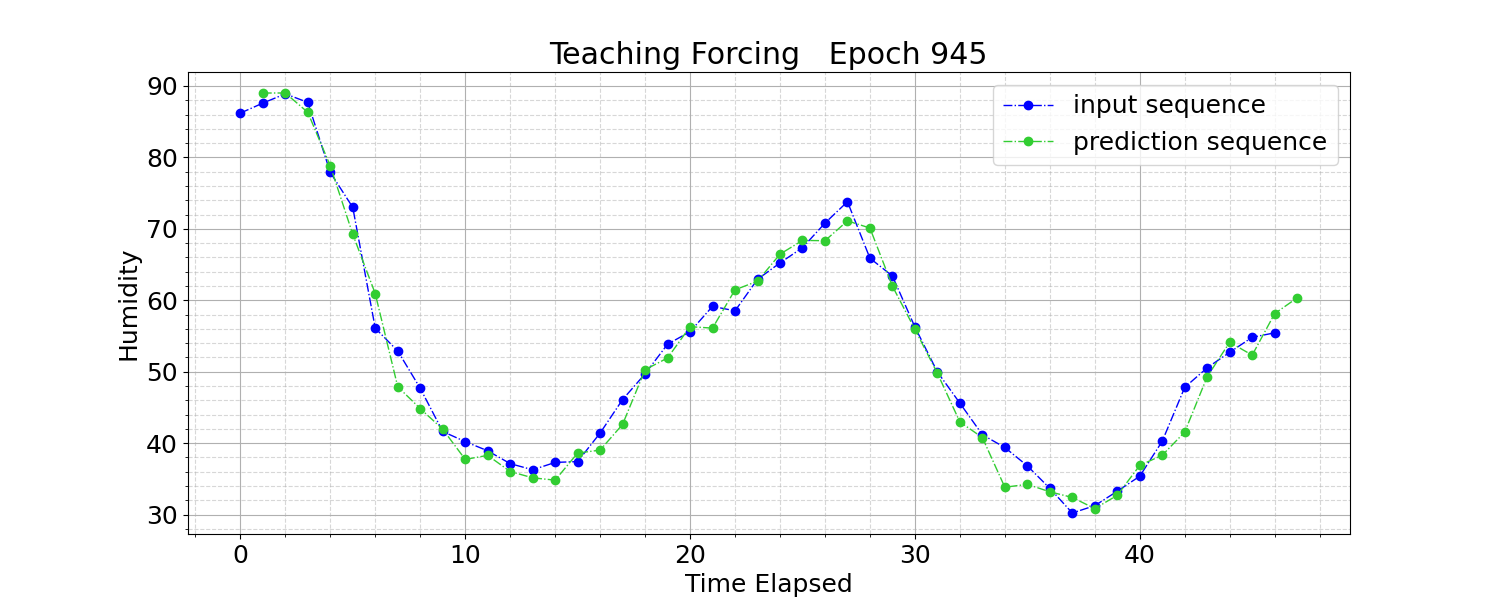 Teaching Forcing   Epoch 945
input sequence
prediction sequence
Humidity
90
80
70
60
50
40
30
0 10 20 30 40
Time Elapsed